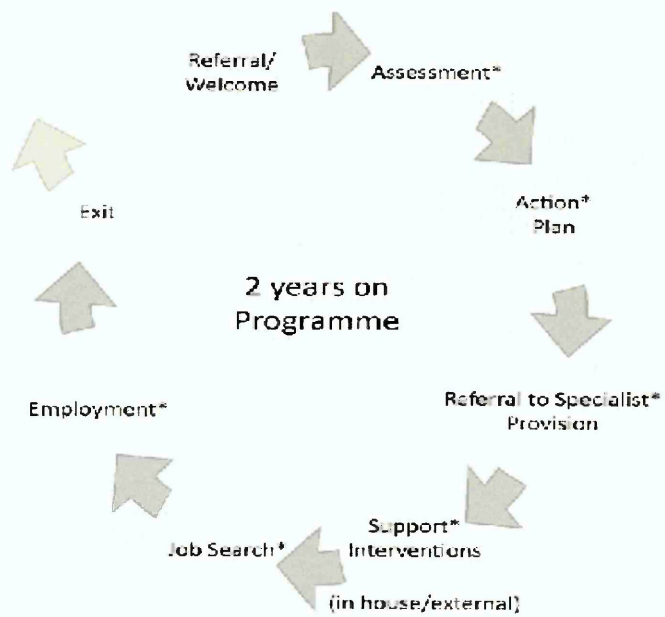 Referral/
Welcome
Assessment*
Action*
Plan
Referral to Specialist*
Provision
Support*
Interventions
(in house/external)
Job Search*
Employment*
Exit
2 years on
Programme